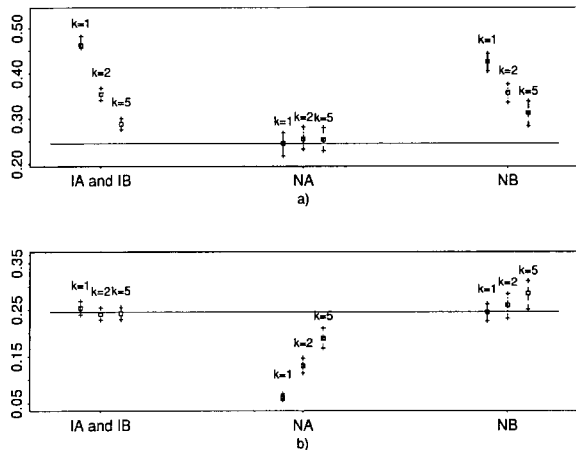 0.50
0.40
0.30
0.20
k=1
k=2
k=5
k=1
k=2
k=5
k=1
k=2
k=5
IA and IB
NA
NB
a)
0.35
0.25
0.15
0.05
k=1
k=2
k=5
k=1
k=2
k=5
k=1
k=2
k=5
IA and IB
NA
NB
b)